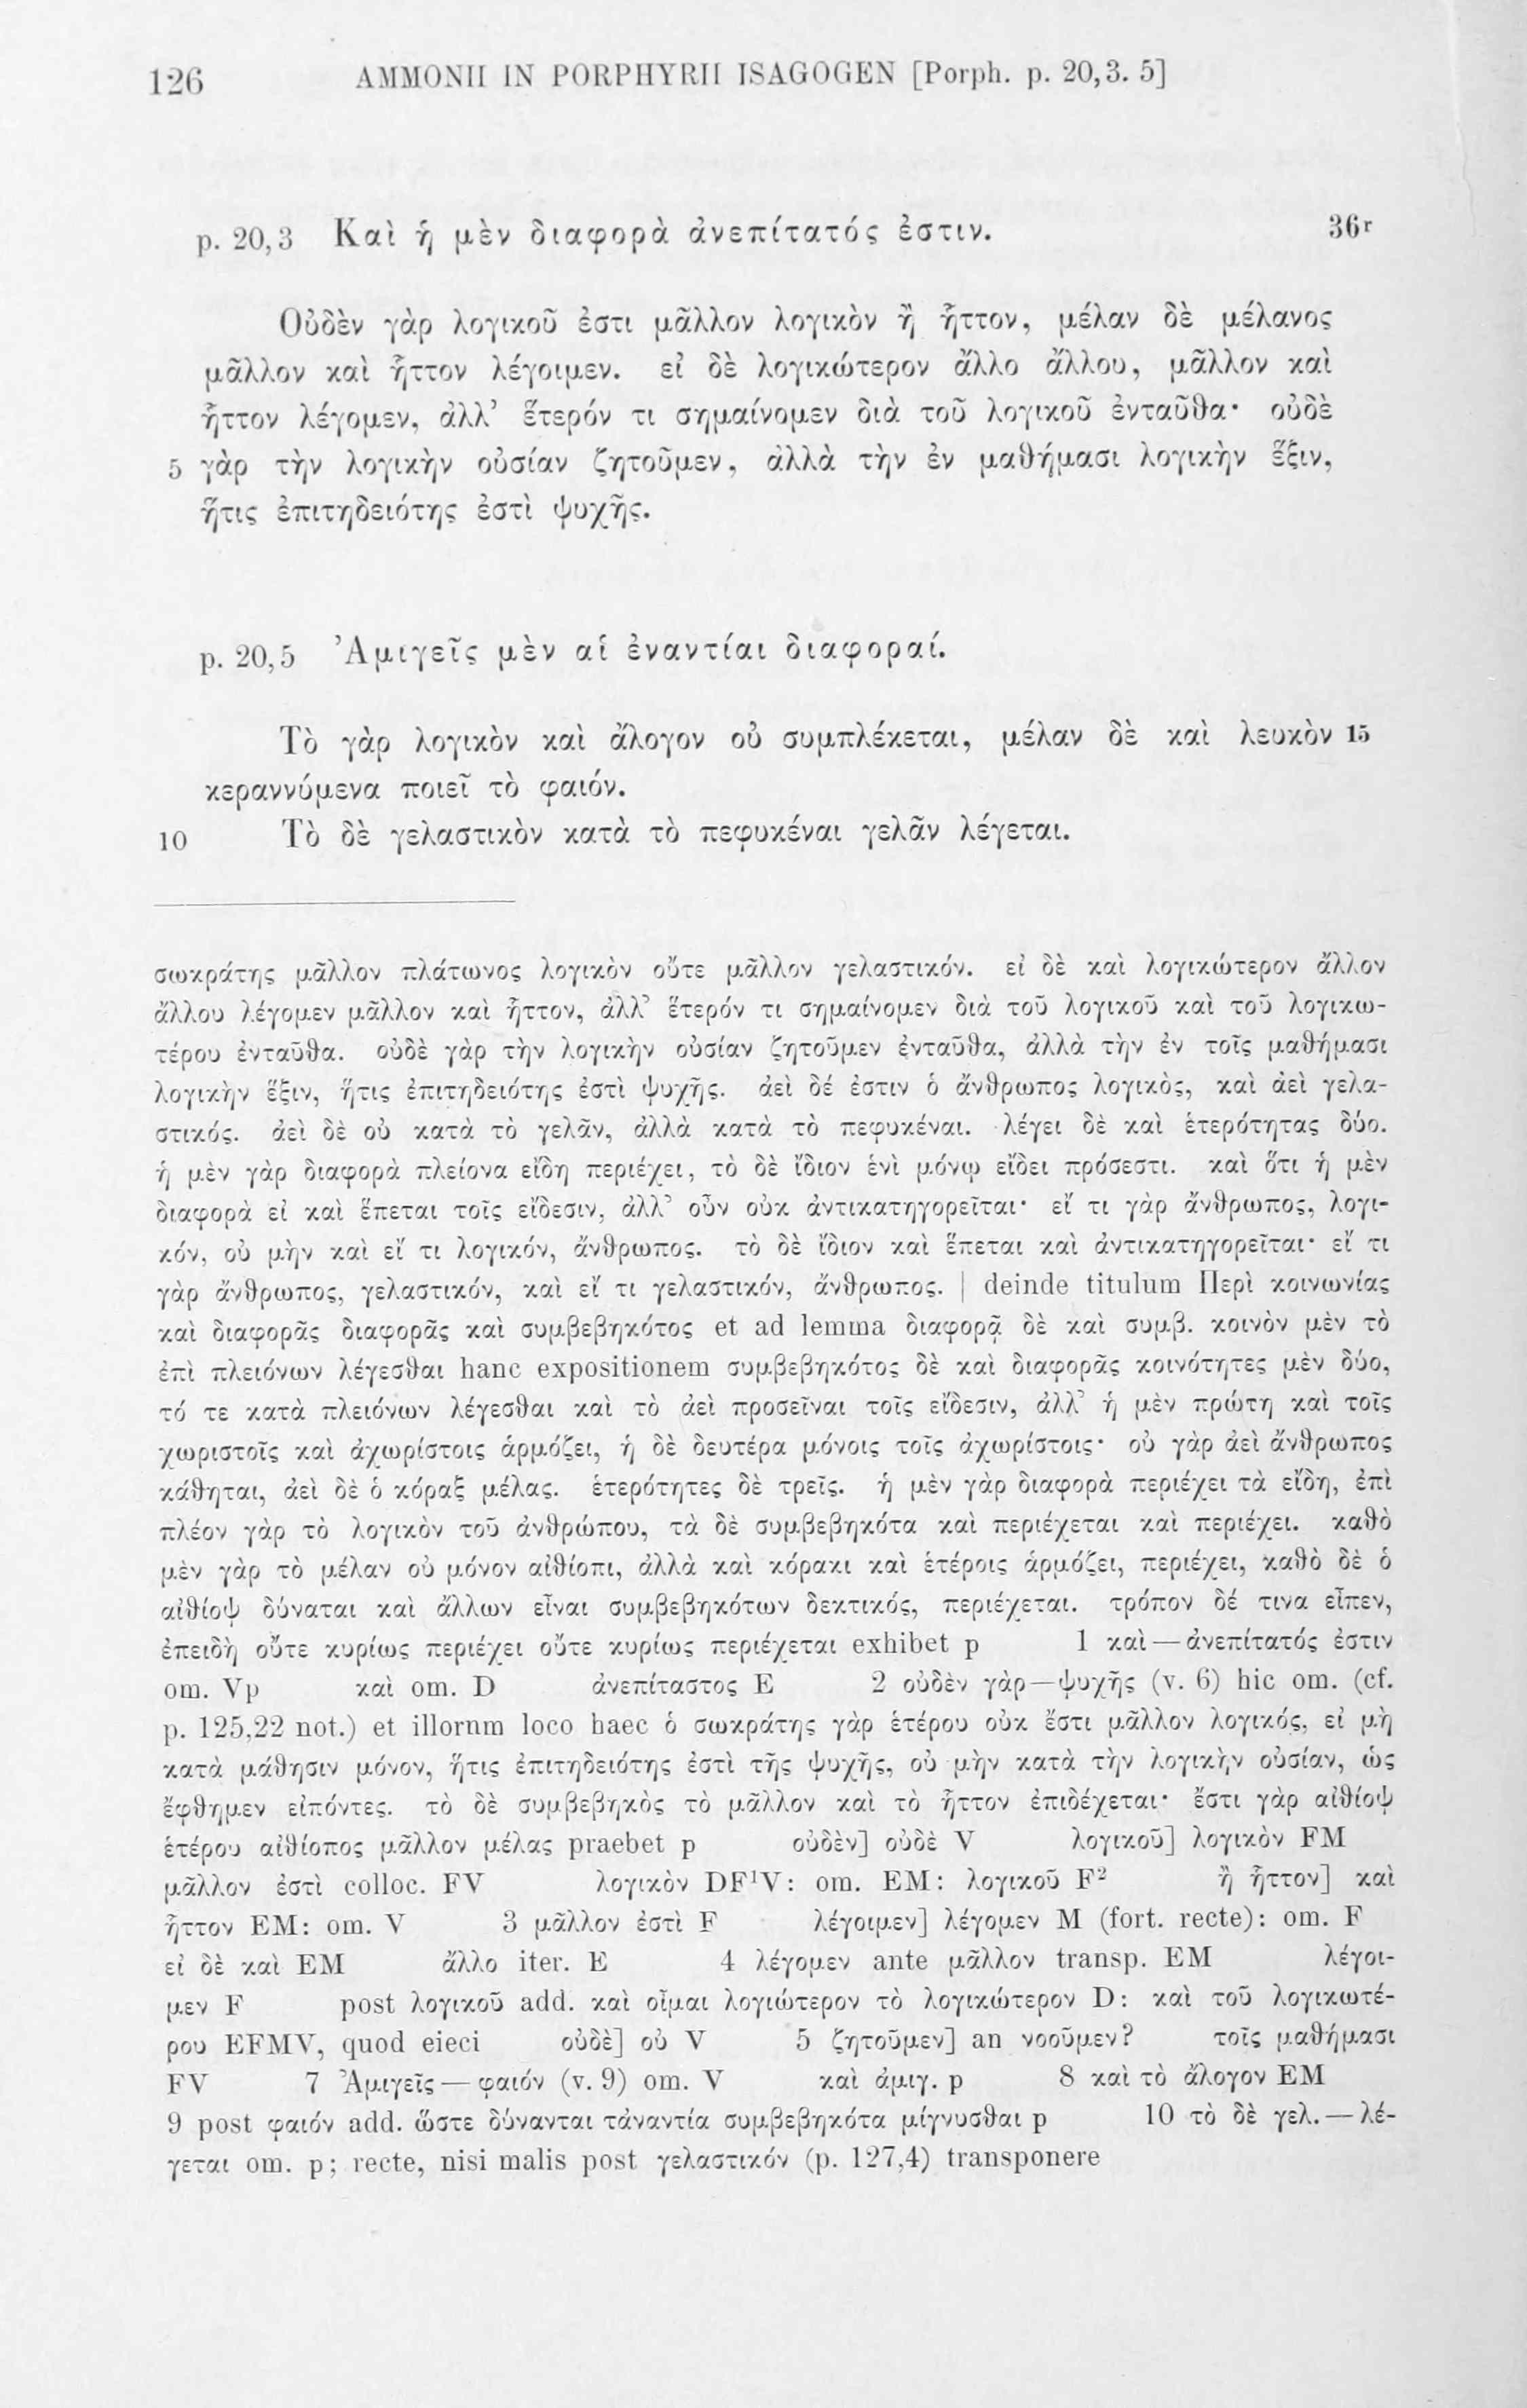 126 AMMONII IN PORPHYRII ISAGOGEN [Porph. p. 20,3. 5]
p. 20,3 Καὶ ἡ μὲν διαφορὰ ἀνεπίτατός ἐστιν. 36r
Οὐδὲν γὰρ λογικοῦ ἐστι μᾶλλον λογικὸν ἢ ἧττον, μέλαν δὲ μέλανος
μᾶλλον καὶ ἧττον λέγοιμεν. εἰ δὲ λογικώτερον ἄλλο ἄλλου, μᾶλλον καὶ
ἧττον λέγομεν, ἀλλ’ ἕτερόν τι σημαίνομεν διὰ τοῦ λογικοῦ ἐνταῦθα· οὐδὲ
5 γὰρ τὴν λογικὴν οὐσίαν ζητοῦμεν, ἀλλὰ τὴν ἐν μαθήμασι λογικὴν ἕξιν,
ἥτις ἐπιτηδειότης ἐστὶ ψυχῆς.
p. 20,5 Ἀμιγεῖς μὲν αἱ ἐναντίαι διαφοραί.
Τὸ γὰρ λογικὸν καὶ ἄλογον οὐ συμπλέκεται, μέλαν δὲ καὶ λευκὸν 15
κεραννύμενα ποιεῖ τὸ φαιόν.
10 Τὸ δὲ γελαστικὸν κατὰ τὸ πεφυκέναι γελᾶν λέγεται.
σωκράτης μᾶλλον πλάτωνος λογικὸν οὔτε μᾶλλον γελαστικόν. εἰ δὲ καὶ λογικώτερον ἄλλον
ἄλλου λέγομεν μᾶλλον καὶ ἧττον, ἀλλ’ ἕτερόν τι σημαίνομεν διὰ τοῦ λογικοῦ καὶ τοῦ λογικω-
τέρου ἐνταῦθα. οὐδὲ γὰρ τὴν λογικὴν οὐσίαν ζητοῦμεν ἐνταῦθα, ἀλλὰ τὴν ἐν τοῖς μαθήμασι
λογικὴν ἕξιν, ἥτις ἐπιτηδειότης ἐστὶ ψυχῆς. ἀεὶ δέ ἐστιν ὁ ἄνθρωπος λογικὸς, καὶ ἀεὶ γελα-
στικός. ἀεὶ δὲ οὐ κατὰ τὸ γελᾶν, ἀλλὰ κατὰ τὸ πεφυκέναι. λέγει δὲ καὶ ἑτερότητας δύο.
ἡ μὲν γὰρ διαφορὰ πλείονα εἴδη περιέχει, τὸ δὲ ἴδιον ἑνὶ μόνῳ εἴδει πρόσεστι. καὶ ὅτι ἡ μὲν
διαφορὰ εἰ καὶ ἕπεται τοῖς εἴδεσιν, ἀλλ’ οὖν οὐκ ἀντικατηγορεῖται· εἴ τι γὰρ ἄνθρωπος, λογι-
κόν, οὐ μὴν καὶ εἴ τι λογικόν, ἄνθρωπος. τὸ δὲ ἴδιον καὶ ἕπεται καὶ ἀντικατηγορεῖται· εἴ τι
γὰρ ἄνθρωπος, γελαστικόν, καὶ εἴ τι γελαστικόν, ἄνθρωπος. | deinde titulum Περὶ κοινωνίας
καὶ διαφορᾶς διαφορᾶς καὶ συμβεβηκότος et ad lemma διαφορᾷ δὲ καὶ συμβ. κοινὸν μὲν τὸ
ἐπὶ πλειόνων λέγεσθαι hanc expositionem συμβεβηκότος δὲ καὶ διαφορᾶς κοινότητες μὲν δύο,
τό τε κατὰ πλειόνων λέγεσθαι καὶ τὸ ἀεὶ προσεῖναι τοῖς εἴδεσιν, ἀλλ’ ἡ μὲν πρώτη καὶ τοῖς
χωριστοῖς καὶ ἀχωρίστοις ἁρμόζει, ἡ δὲ δευτέρα μόνοις τοῖς ἀχωρίστοις· οὐ γὰρ ἀεὶ ἄνθρωπος
κάθηται, ἀεὶ δὲ ὁ κόραξ μέλας. ἑτερότητες δὲ τρεῖς. ἡ μὲν γὰρ διαφορὰ περιέχει τὰ εἴδη, ἐπὶ
πλέον γὰρ τὸ λογικὸν τοῦ ἀνθρώπου, τὰ δὲ συμβεβηκότα καὶ περιέχεται καὶ περιέχει. καθὸ
μὲν γὰρ τὸ μέλαν οὐ μόνον αἰθίοπι, ἀλλὰ καὶ κόρακι καὶ ἑτέροις ἁρμόζει, περιέχει, καθὸ δὲ ὁ
αἰθίοψ δύναται καὶ ἄλλων εἶναι συμβεβηκότων δεκτικός, περιέχεται. τρόπον δέ τινα εἶπεν,
ἐπειδὴ οὔτε κυρίως περιέχει οὔτε κυρίως περιέχεται exhibet p 1 καὶ — ἀνεπίτατός ἐστιν
om. Vp καὶ om. D ἀνεπίταστος E 2 οὐδὲν γὰρ — ψυχῆς (v. 6) hic om. (cf.
p. 125,22 not.) et illorum loco haec ὁ σωκράτης γὰρ ἑτέρου οὐκ ἔστι μᾶλλον λογικός, εἰ μὴ
κατὰ μάθησιν μόνον, ἥτις ἐπιτηδειότης ἐστὶ τῆς ψυχῆς, οὐ μὴν κατὰ τὴν λογικὴν οὐσίαν, ὡς
ἔφθημεν εἰπόντες. τὸ δὲ συμβεβηκὸς τὸ μᾶλλον καὶ τὸ ἧττον ἐπιδέχεται· ἔστι γὰρ αἰθίοψ
ἑτέρου αἰθίοπος μᾶλλον μέλας praebet p οὐδὲν] οὐδὲ V λογικοῦ] λογικὸν FM
μᾶλλον ἐστὶ colloc. FV λογικὸν DF¹V: om. EM: λογικοῦ F² ἢ ἧττον] καὶ
ἧττον EM: om. V 3 μᾶλλον ἐστὶ F λέγοιμεν] λέγομεν M (fort. recte): om. F
εἰ δὲ καὶ EM ἄλλο iter. E 4 λέγομεν ante μᾶλλον transp. EM λέγοι-
μεν F post λογικοῦ add. καὶ οἶμαι λογιώτερον τὸ λογικώτερον D: καὶ τοῦ λογικωτέ-
ρου EFMV, quod eieci οὐδὲ] οὐ V 5 ζητοῦμεν] an νοοῦμεν? τοῖς μαθήμασι
FV 7 Ἀμιγεῖς — φαιόν (v. 9) om. V καὶ ἀμιγ. p 8 καὶ τὸ ἄλογον EM
9 post φαιόν add. ὥστε δύνανται τἀναντία συμβεβηκότα μίγνυσθαι p 10 τὸ δὲ γελ. — λέ-
γεται om. p; recte, nisi malis post γελαστικόν (p. 127,4) transponere